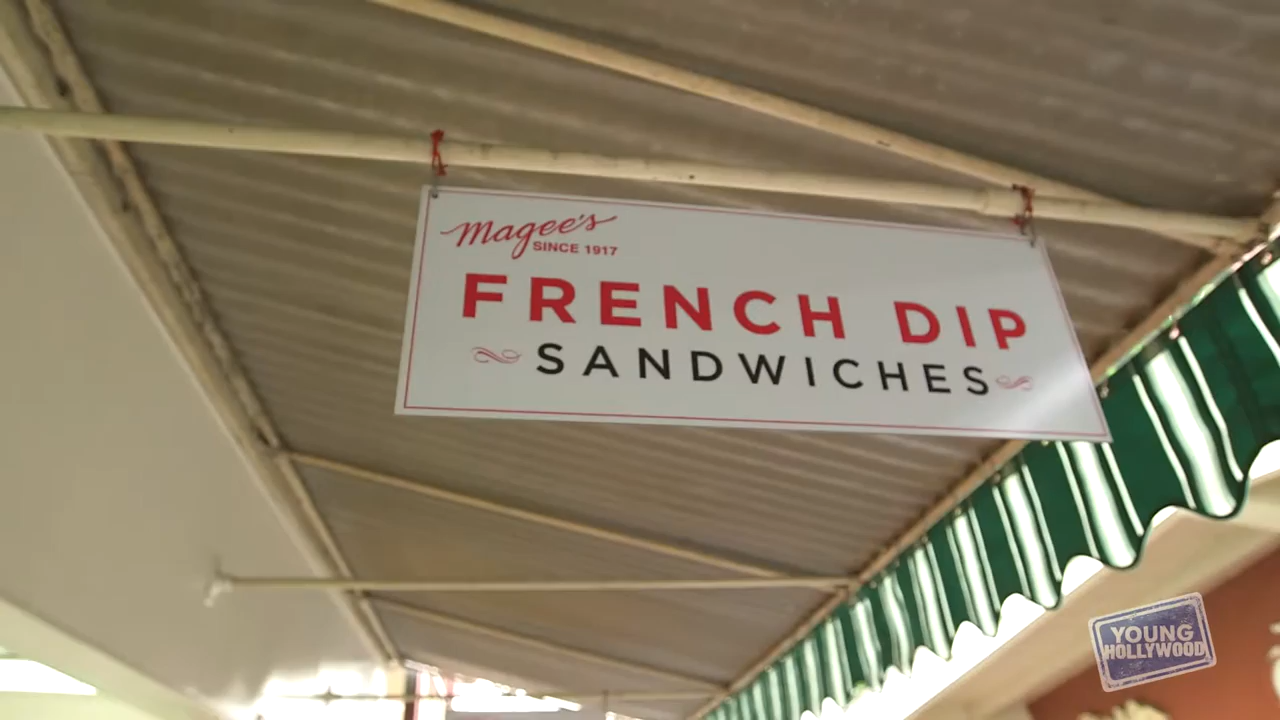 Magee's
SINCE 1917
FRENCH DIP
SANDWICHES
YOUNG
HOLLYWOOD